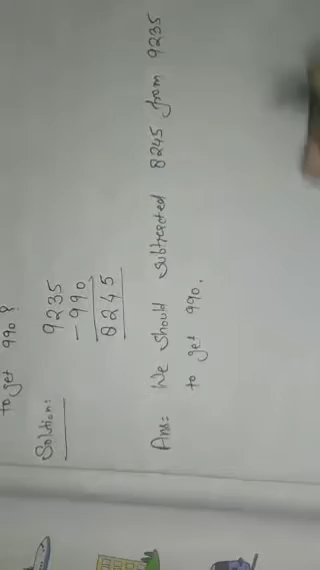 to get 990 ?
Solution:
9235
- 990
8245
Ans= We should subtracted 8245 from 9235
to get 990.